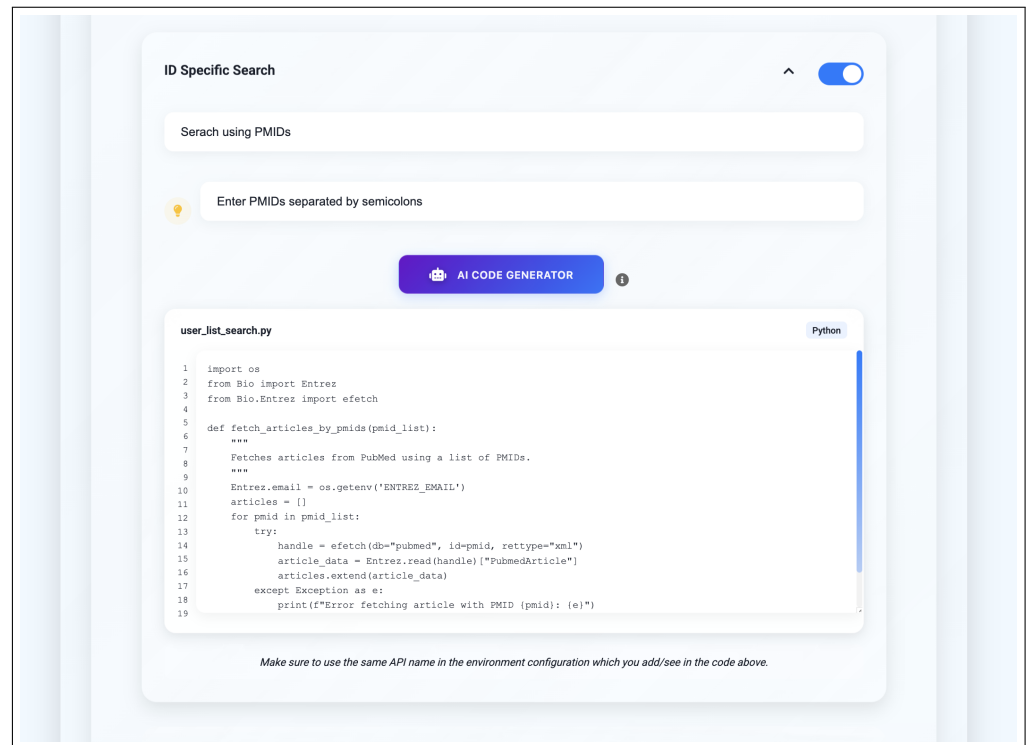 ID Specific Search
Serach using PMIDs
Enter PMIDs separated by semicolons
AI CODE GENERATOR
user_list_search.py
Python
1 import os
2 from Bio import Entrez
3 from Bio.Entrez import efetch
4
5 def fetch_articles_by_pmids(pmid_list):
6     """
7     Fetches articles from PubMed using a list of PMIDs.
8     """
9     Entrez.email = os.getenv('ENTREZ_EMAIL')
10     articles = []
11     for pmid in pmid_list:
12         try:
13             handle = efetch(db="pubmed", id=pmid, rettype="xml")
14             article_data = Entrez.read(handle)["PubmedArticle"]
15             articles.extend(article_data)
16         except Exception as e:
17             print(f"Error fetching article with PMID {pmid}: {e}")
18
19
Make sure to use the same API name in the environment configuration which you add/see in the code above.